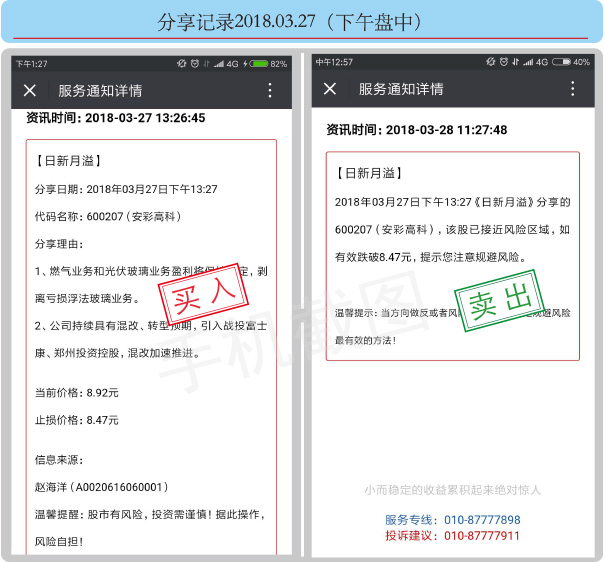 分享记录2018.03.27（下午盘中）
下午1:27
4G
82%
服务通知详情
资讯时间：2018-03-27 13:26:45
【日新月溢】
分享日期：2018年03月27日下午13:27
代码名称：600207（安彩高科）
分享理由：
1、燃气业务和光伏玻璃业务盈利将保 定，剥
离亏损浮法玻璃业务。
2、公司持续具有混改、转型预期，引入战投富士
康、郑州投资控股，混改加速推进。
买入
当前价格：8.92元
止损价格：8.47元
信息来源：
赵海洋（A0020616060001）
温馨提醒：股市有风险，投资需谨慎！据此操作，
风险自担！
中午12:57
4G
40%
服务通知详情
资讯时间：2018-03-28 11:27:48
【日新月溢】
2018年03月27日下午13:27《日新月溢》分享的
600207（安彩高科），该股已接近风险区域，如
有效跌破8.47元，提示您注意规避风险。
卖出
温馨提示：当方向做反或者风 规避风险
最有效的方法！
小而稳定的收益累积起来绝对惊人
服务专线：010-87777898
投诉建议：010-87777911
手机截图